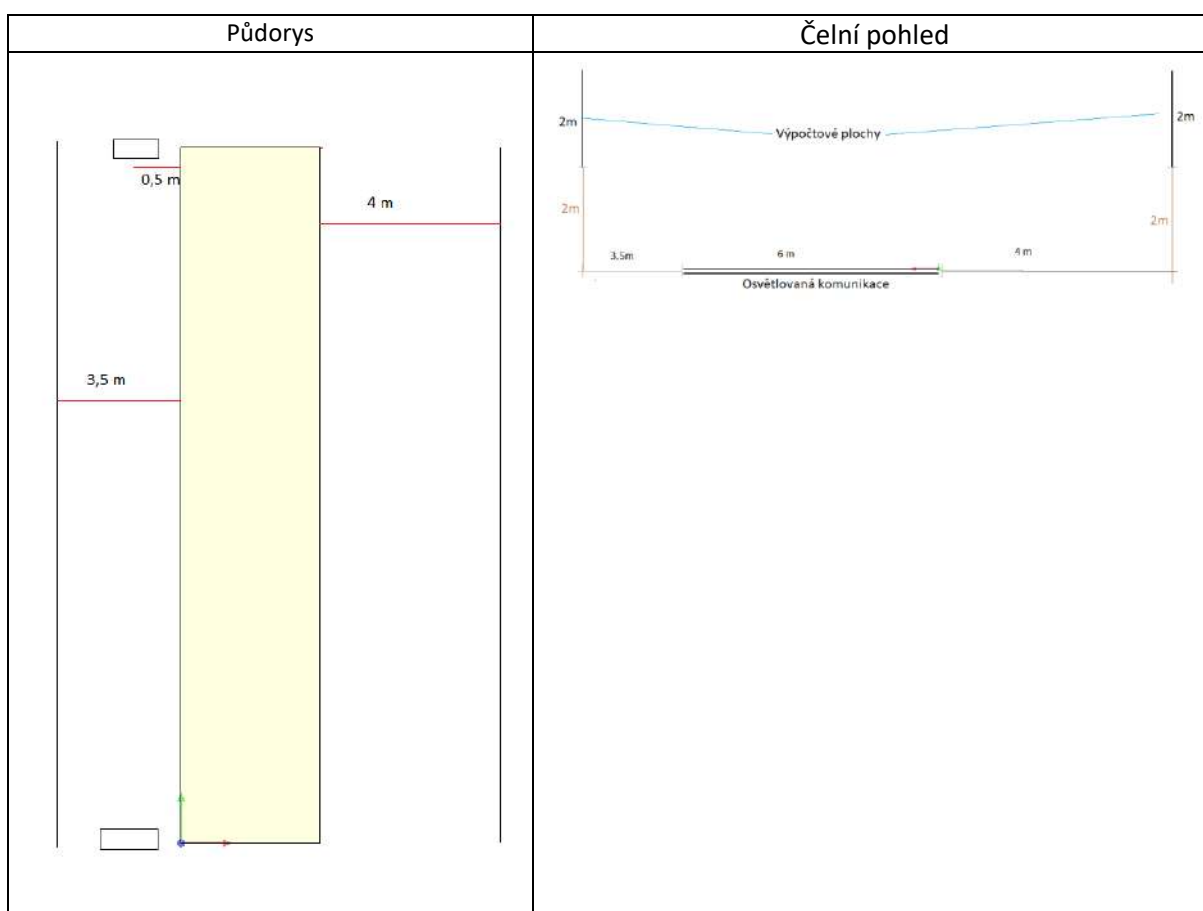 Půdorys
0,5 m
4 m
3,5 m
Čelní pohled
2m
Výpočtové plochy
2m
2m
2m
3,5m
6 m
4 m
Osvětlovaná komunikace